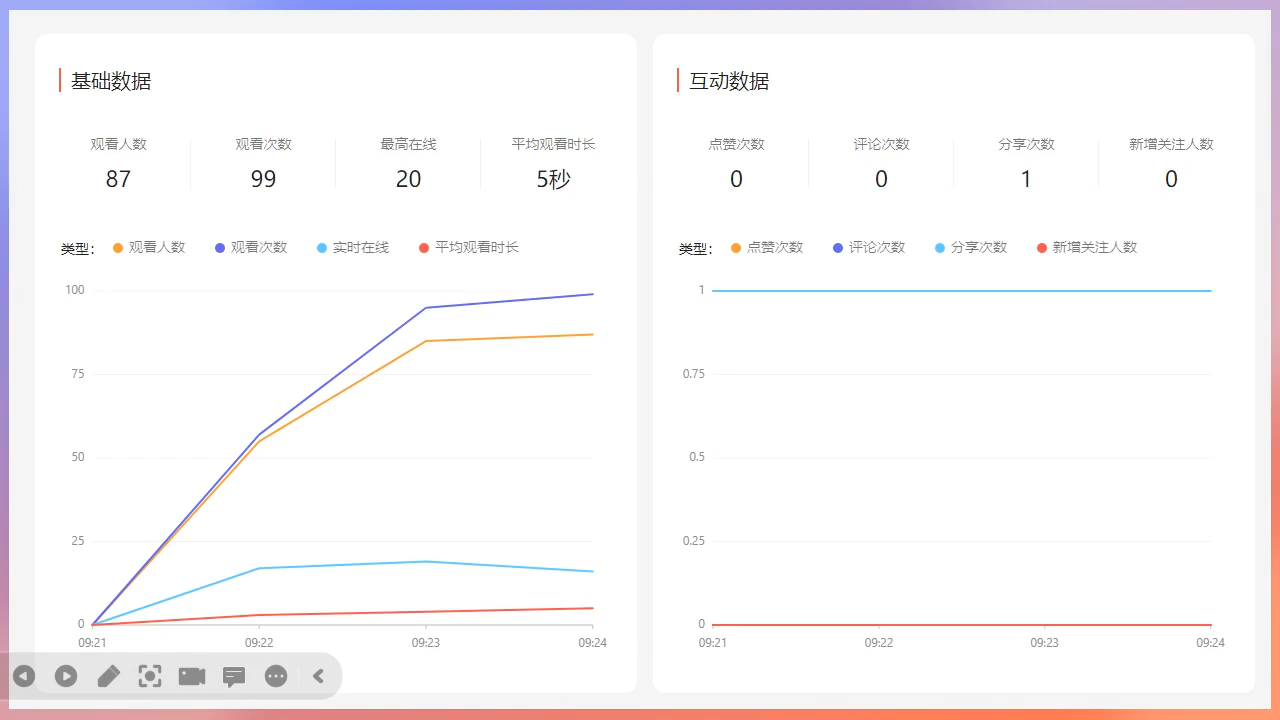 基础数据
观看人数 观看次数 最高在线 平均观看时长
87 99 20 5秒
类型： 观看人数 观看次数 实时在线 平均观看时长
100
75
50
25
0
09:21 09:22 09:23 09:24
互动数据
点赞次数 评论次数 分享次数 新增关注人数
0 0 1 0
类型： 点赞次数 评论次数 分享次数 新增关注人数
1
0.75
0.5
0.25
0
09:21 09:22 09:23 09:24